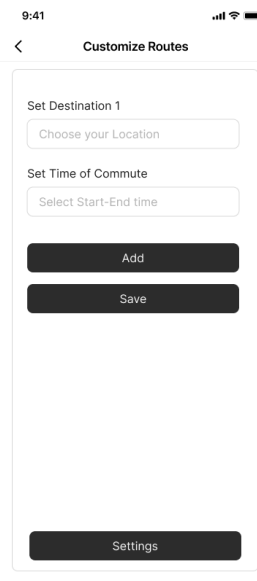 9:41
Customize Routes
Set Destination 1
Choose your Location
Set Time of Commute
Select Start-End time
Add
Save
Settings